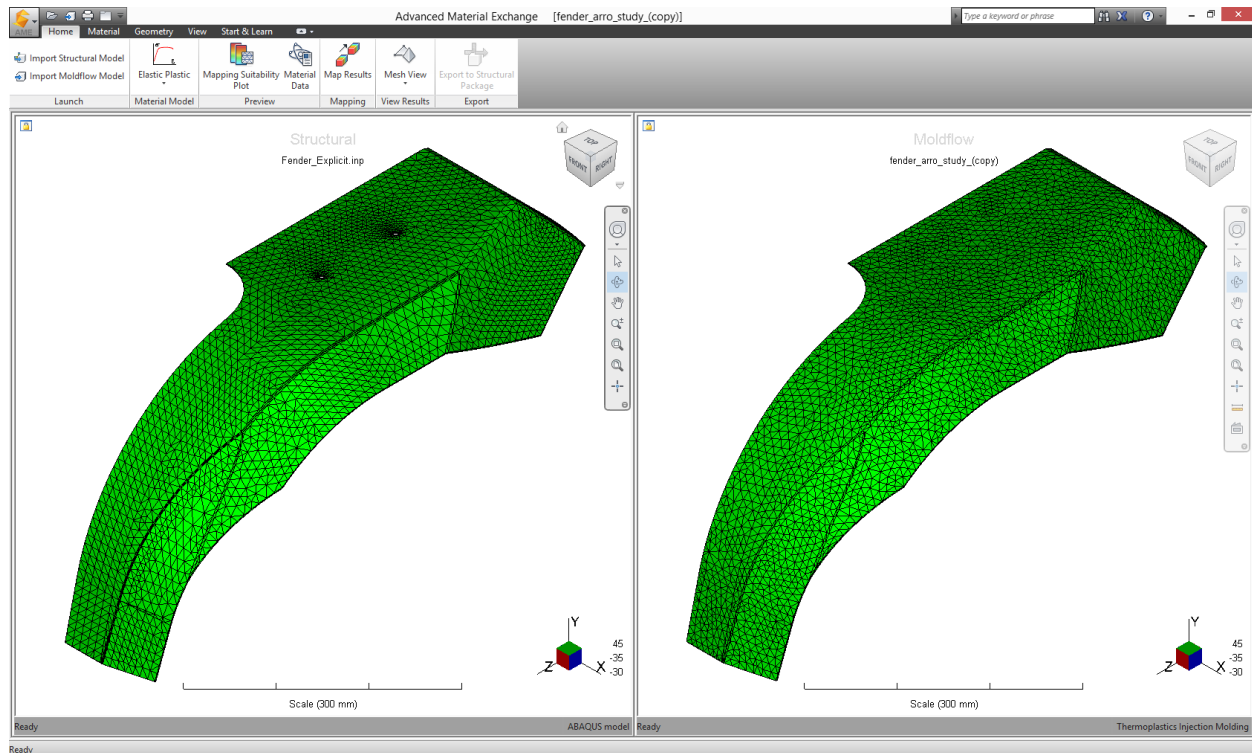 Advanced Material Exchange [fender_arro_study_(copy)]
Type a keyword or phrase
AME
Home Material Geometry View Start & Learn
Import Structural Model
Import Moldflow Model
Elastic Plastic
Mapping Suitability Plot
Material Data
Map Results
Mesh View
Export to Structural Package
Launch Material Model Preview Mapping View Results Export
Structural
Fender_Explicit.inp
TOP
FRONT
RIGHT
Y
Z
X
45
-35
-30
Scale (300 mm)
Ready
ABAQUS model
Moldflow
fender_arro_study_(copy)
TOP
FRONT
RIGHT
Y
Z
X
45
-35
-30
Scale (300 mm)
Ready
Thermoplastics Injection Molding
Ready